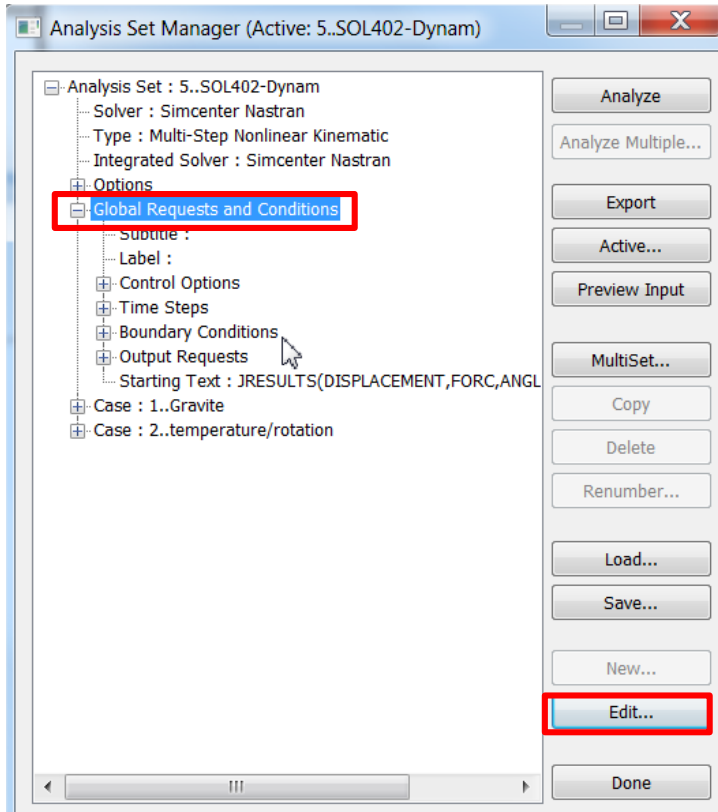 Analysis Set Manager (Active: 5..SOL402-Dynam)
Analysis Set : 5..SOL402-Dynam
Solver : Simcenter Nastran
Type : Multi-Step Nonlinear Kinematic
Integrated Solver : Simcenter Nastran
Options
Global Requests and Conditions
Subtitle :
Label :
Control Options
Time Steps
Boundary Conditions
Output Requests
Starting Text : JRESULTS(DISPLACEMENT,FORC,ANGL
Case : 1..Gravite
Case : 2..temperature/rotation
Analyze
Analyze Multiple...
Export
Active...
Preview Input
MultiSet...
Copy
Delete
Renumber...
Load...
Save...
New...
Edit...
Done